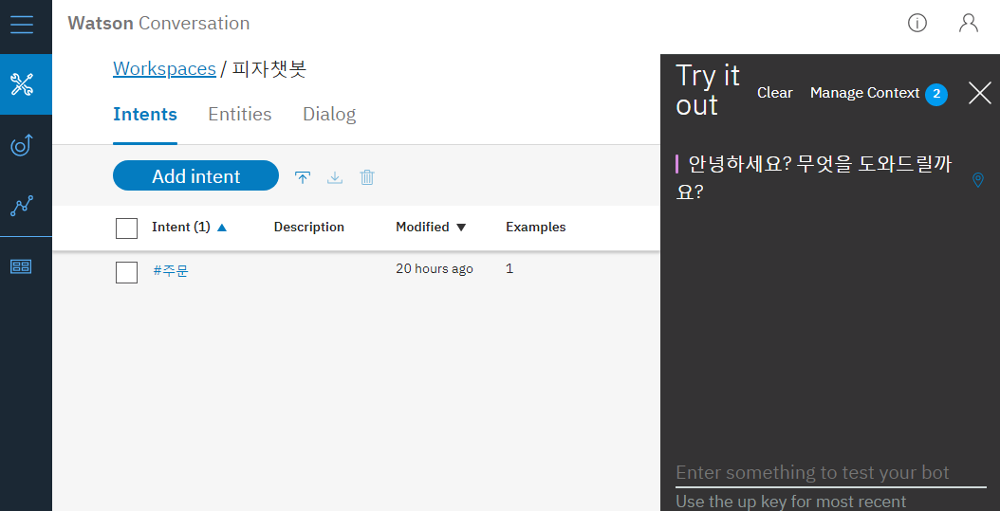 Watson Conversation
Workspaces / 피자챗봇
Intents Entities Dialog
Add intent
Intent (1) Description Modified Examples
#주문 20 hours ago 1
Try it
out
Clear Manage Context 2
안녕하세요? 무엇을 도와드릴까
요?
Enter something to test your bot
Use the up key for most recent